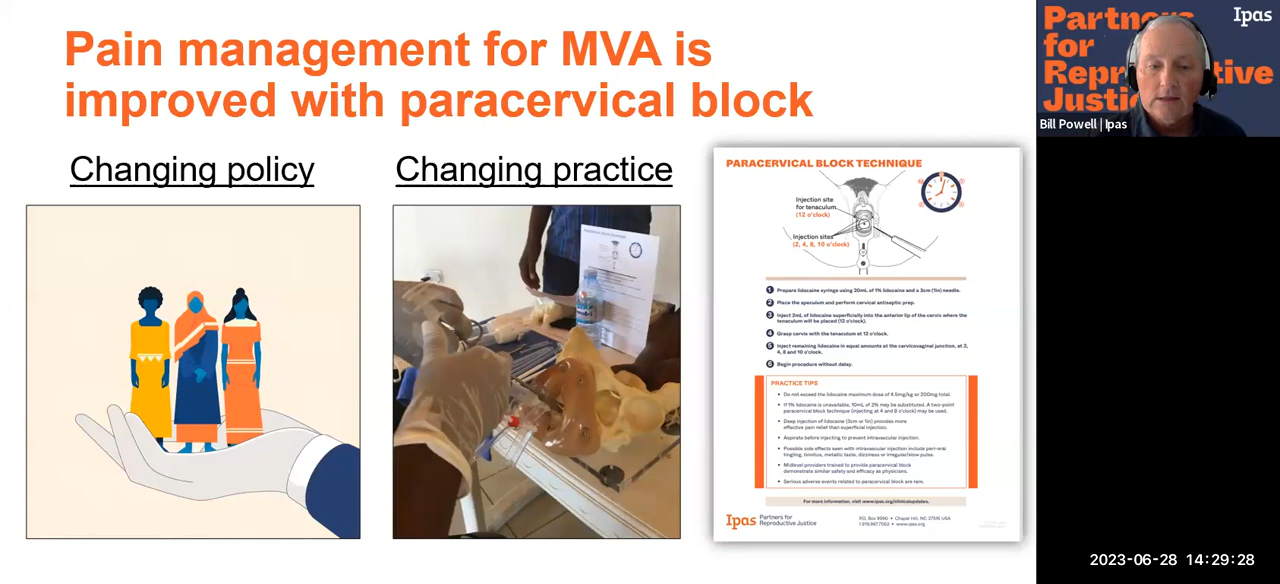 Pain management for MVA is
improved with paracervical block
Changing policy
Changing practice
PARACERVICAL BLOCK TECHNIQUE
Injection site
for tenaculum
(12 o'clock)
Injection sites
(2, 4, 8, 10 o'clock)
1 Prepare lidocaine syringe using 20mL of 1% lidocaine and a 3cm (1in) needle.
2 Place the speculum and perform cervical antiseptic prep.
3 Inject 2mL of lidocaine superficially into the anterior lip of the cervix where the
tenaculum will be placed (12 o'clock).
4 Grasp cervix with the tenaculum at 12 o'clock.
5 Inject remaining lidocaine in equal amounts at the cervicovaginal junction, at 2,
4, 8 and 10 o'clock.
6 Begin procedure without delay.
PRACTICE TIPS
• Do not exceed the lidocaine maximum dose of 4.5mg/kg or 200mg total.
• If 1% lidocaine is unavailable, 10mL of 2% may be substituted. A two-point
paracervical block technique (injecting at 4 and 8 o'clock) may be used.
• Deep injection of lidocaine (3cm or 1in) provides more
effective pain relief than superficial injection.
• Aspirate before injecting to prevent intravascular injection.
• Possible side effects seen with intravascular injection include peri-oral
tingling, tinnitus, metallic taste, dizziness or irregular/slow pulse.
• Midlevel providers trained to provide paracervical block
demonstrate similar safety and efficacy as physicians.
• Serious adverse events related to paracervical block are rare.
For more information, visit www.ipas.org/clinicalupdates.
Ipas Partners for
Reproductive Justice
P.O. Box 9990 • Chapel Hill, NC 27515 USA
1.919.967.7052 • www.ipas.org
Ipas
Partners
for
Bill Powell | Ipas
2023-06-28 14:29:28